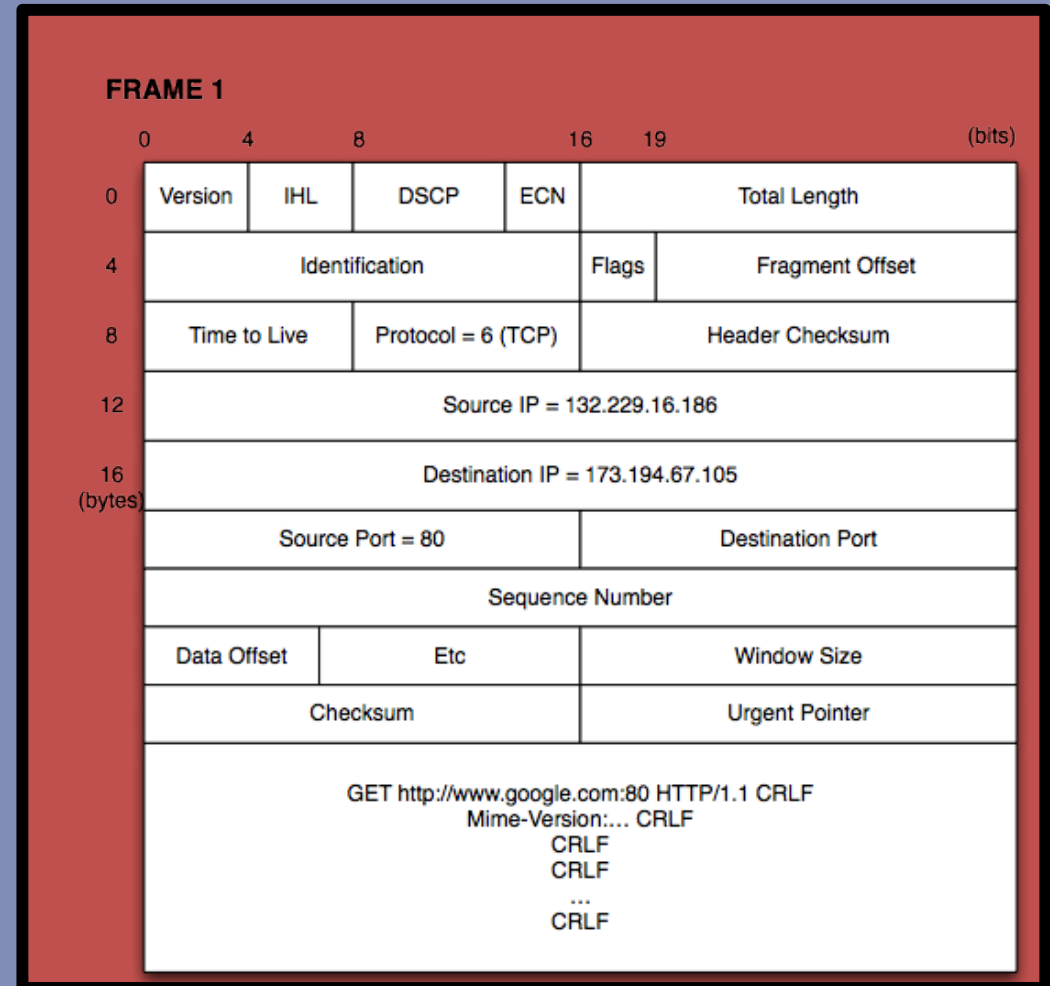 FRAME 1
0 4 8 16 19 (bits)
0 Version IHL DSCP ECN Total Length
4 Identification Flags Fragment Offset
8 Time to Live Protocol = 6 (TCP) Header Checksum
12 Source IP = 132.229.16.186
16 Destination IP = 173.194.67.105
(bytes)
Source Port = 80 Destination Port
Sequence Number
Data Offset Etc Window Size
Checksum Urgent Pointer
GET http://www.google.com:80 HTTP/1.1 CRLF
Mime-Version:... CRLF
CRLF
CRLF
...
CRLF